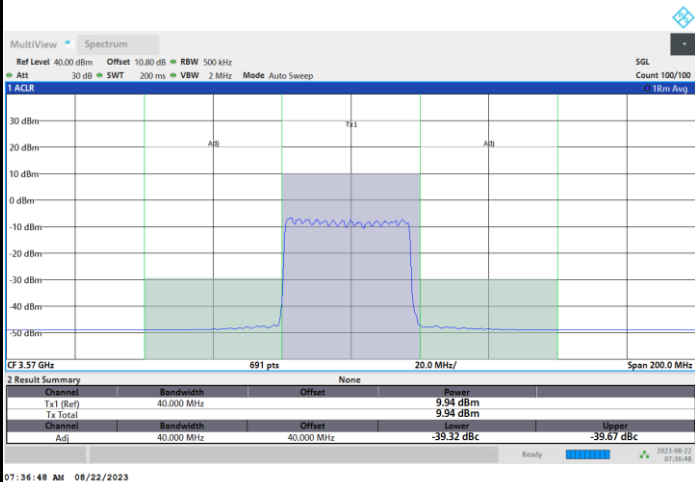 MultiView Spectrum
Ref Level 40.00 dBm Offset 10.80 dB RBW 500 kHz SGL
Att 30 dB SWT 200 ms VBW 2 MHz Mode Auto Sweep Count 100/100
1 ACLR 1Rm Avg
30 dBm
Tx1
20 dBm
Adj Adj
10 dBm
0 dBm
-10 dBm
-20 dBm
-30 dBm
-40 dBm
-50 dBm
CF 3.57 GHz 691 pts 20.0 MHz/ Span 200.0 MHz
2 Result Summary None
Channel Bandwidth Offset Power
Tx1 (Ref) 40.000 MHz 9.94 dBm
Tx Total 9.94 dBm
Channel Bandwidth Offset Lower Upper
Adj 40.000 MHz 40.000 MHz -39.32 dBc -39.67 dBc
Ready 2023-08-22
07:36:48
07:36:48 AM 08/22/2023